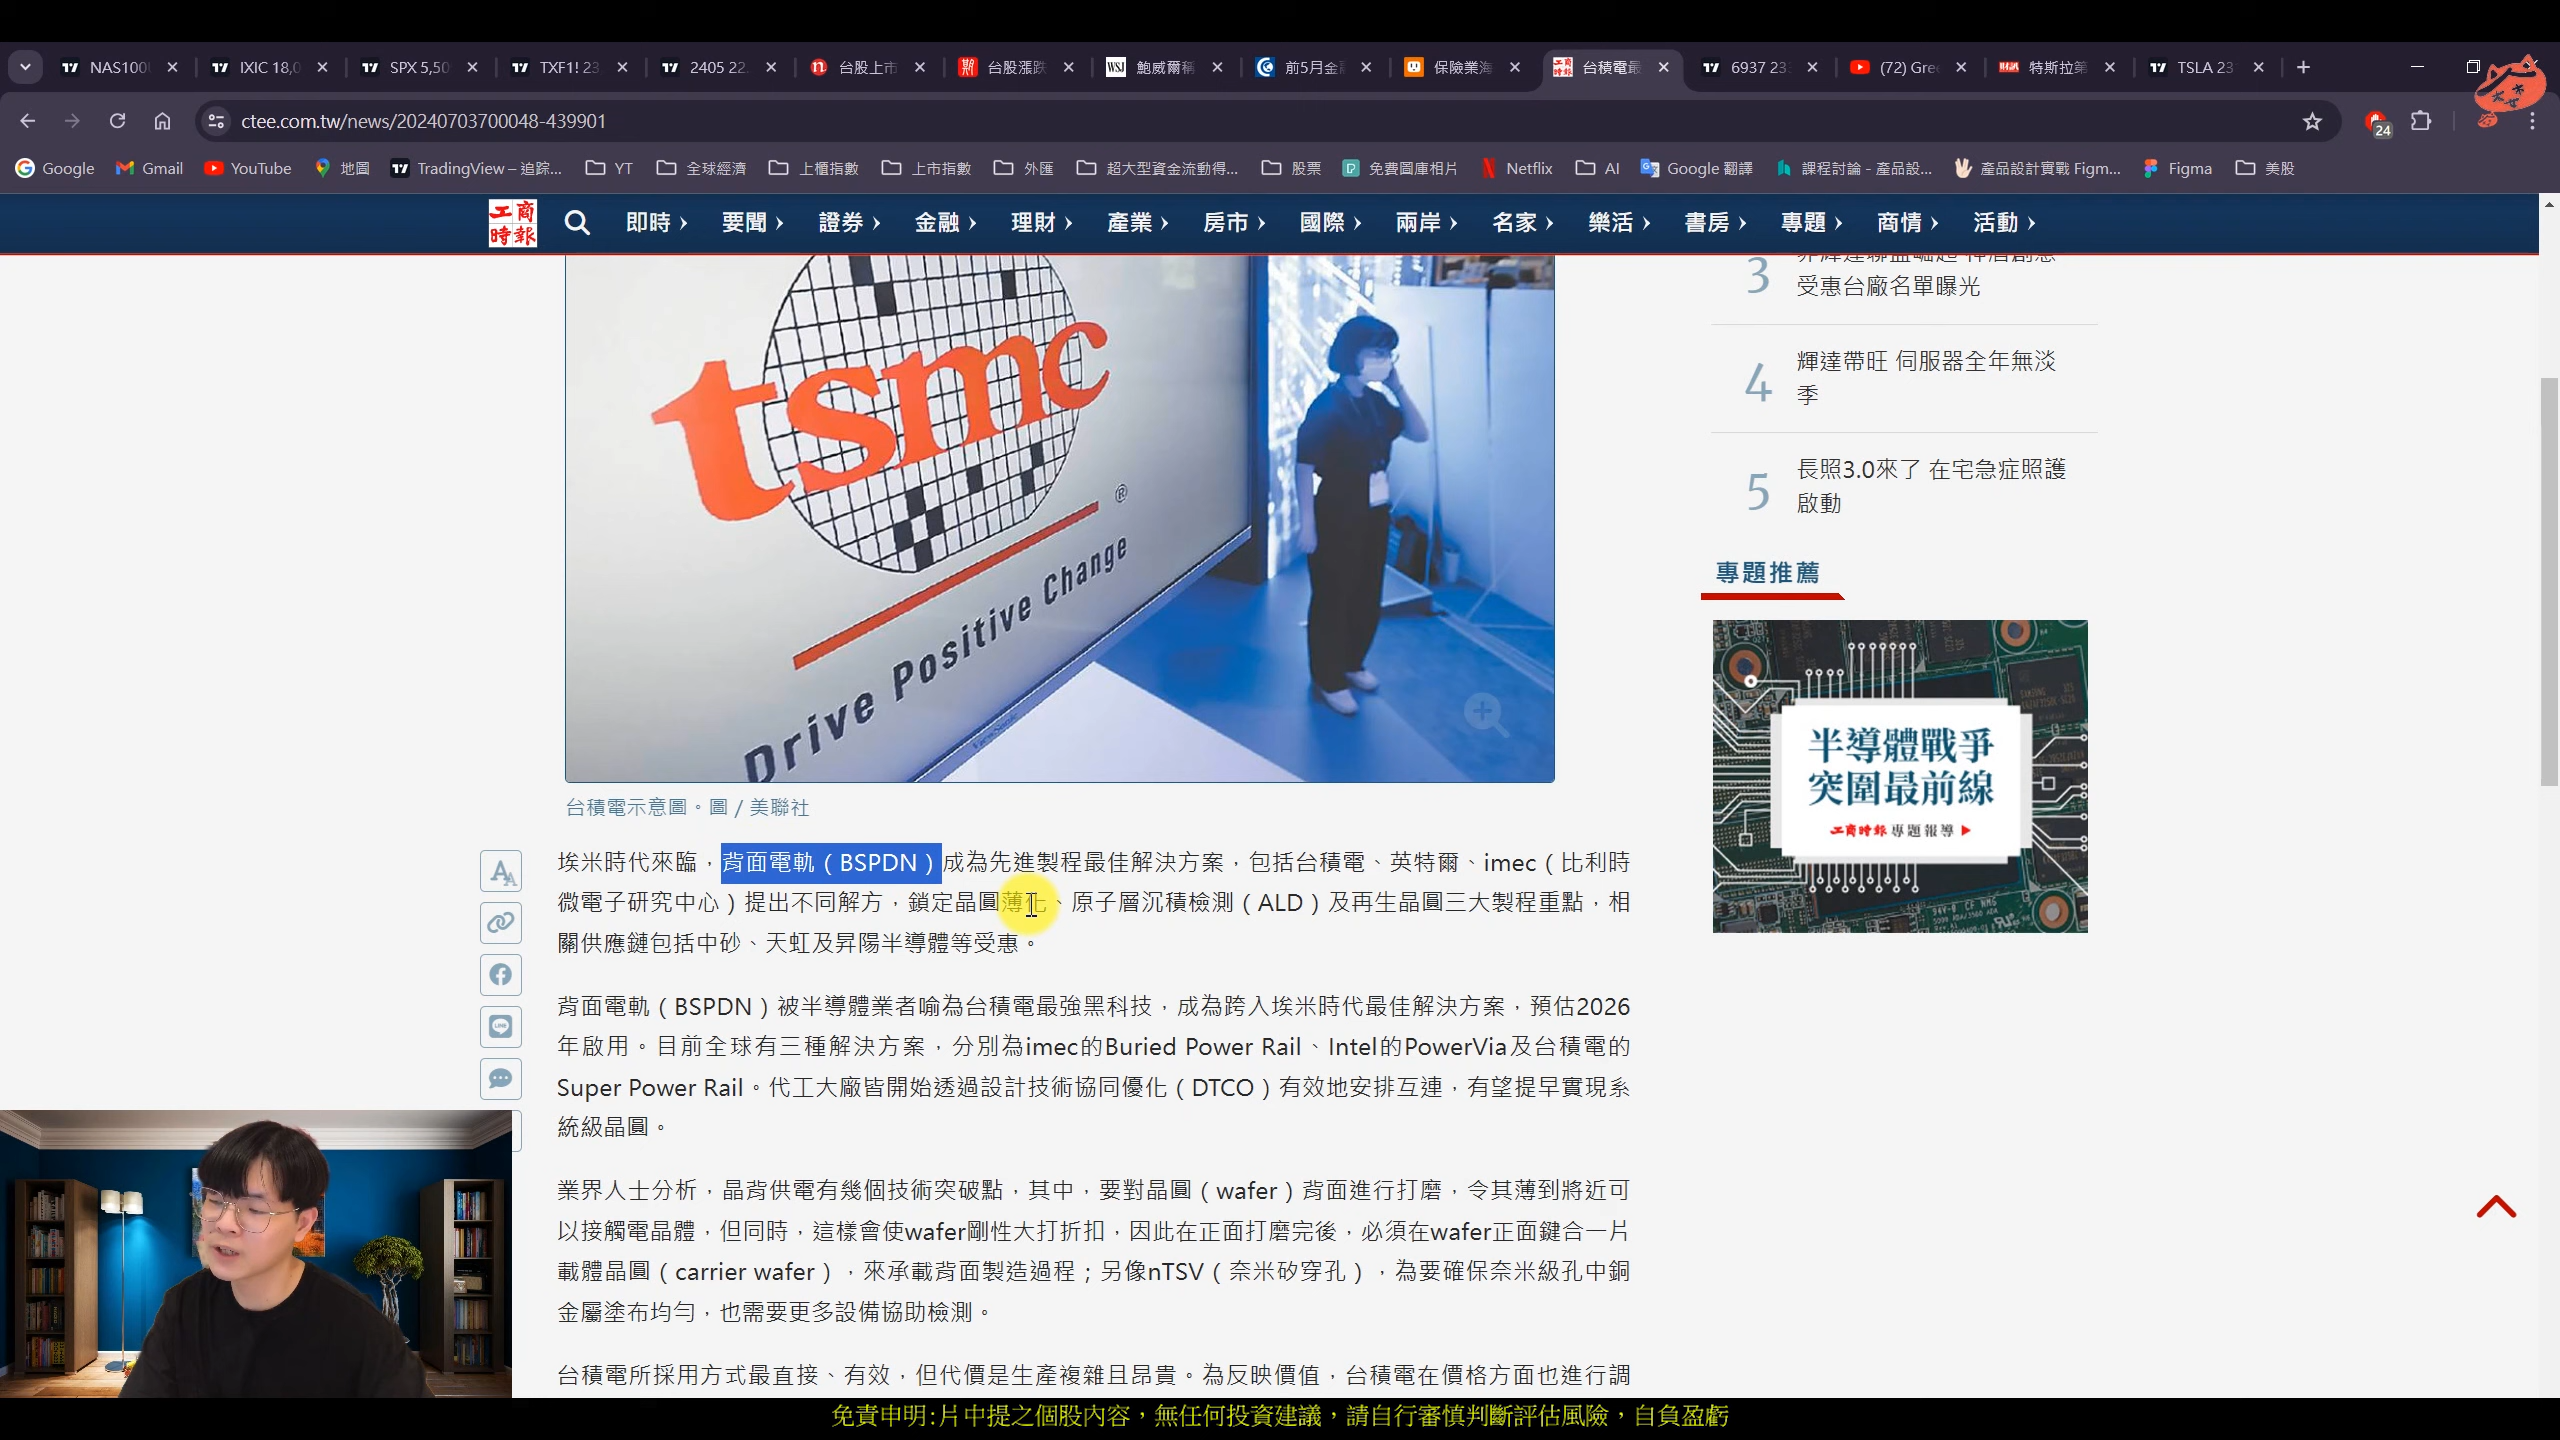 NAS100
IXIC 18,0
SPX 5,50
TXF1! 23
2405 22.
台股上市
台股漲跌
鮑威爾稱
前5月金
保險業海
台積電最
6937 23
(72) Gre
特斯拉第
TSLA 23
ctee.com.tw/news/20240703700048-439901
24
Google
Gmail
YouTube
地圖
TradingView – 追踪...
YT
全球經濟
上櫃指數
上市指數
外匯
超大型資金流動得...
股票
免費圖庫相片
Netflix
AI
Google 翻譯
課程討論 - 產品設...
產品設計實戰 Figm...
Figma
美股
工商時報
即時
要聞
證券
金融
理財
產業
房市
國際
兩岸
名家
樂活
書房
專題
商情
活動
tsmc
®
Drive Positive Change
ViewSonic
台積電示意圖。圖／美聯社
埃米時代來臨，背面電軌（BSPDN）成為先進製程最佳解決方案，包括台積電、英特爾、imec（比利時
微電子研究中心）提出不同解方，鎖定晶圓薄化、原子層沉積檢測（ALD）及再生晶圓三大製程重點，相
關供應鏈包括中砂、天虹及昇陽半導體等受惠。
背面電軌（BSPDN）被半導體業者喻為台積電最強黑科技，成為跨入埃米時代最佳解決方案，預估2026
年啟用。目前全球有三種解決方案，分別為imec的Buried Power Rail、Intel的PowerVia及台積電的
Super Power Rail。代工大廠皆開始透過設計技術協同優化（DTCO）有效地安排互連，有望提早實現系
統級晶圓。
業界人士分析，晶背供電有幾個技術突破點，其中，要對晶圓（wafer）背面進行打磨，令其薄到將近可
以接觸電晶體，但同時，這樣會使wafer剛性大打折扣，因此在正面打磨完後，必須在wafer正面鍵合一片
載體晶圓（carrier wafer），來承載背面製造過程；另像nTSV（奈米矽穿孔），為要確保奈米級孔中銅
金屬塗布均勻，也需要更多設備協助檢測。
台積電所採用方式最直接、有效，但代價是生產複雜且昂貴。為反映價值，台積電在價格方面也進行調
3
受惠台廠名單曝光
4
輝達帶旺 伺服器全年無淡
季
5
長照3.0來了 在宅急症照護
啟動
專題推薦
半導體戰爭
突圍最前線
工商時報 專題報導
免責申明:片中提之個股內容，無任何投資建議，請自行審慎判斷評估風險，自負盈虧